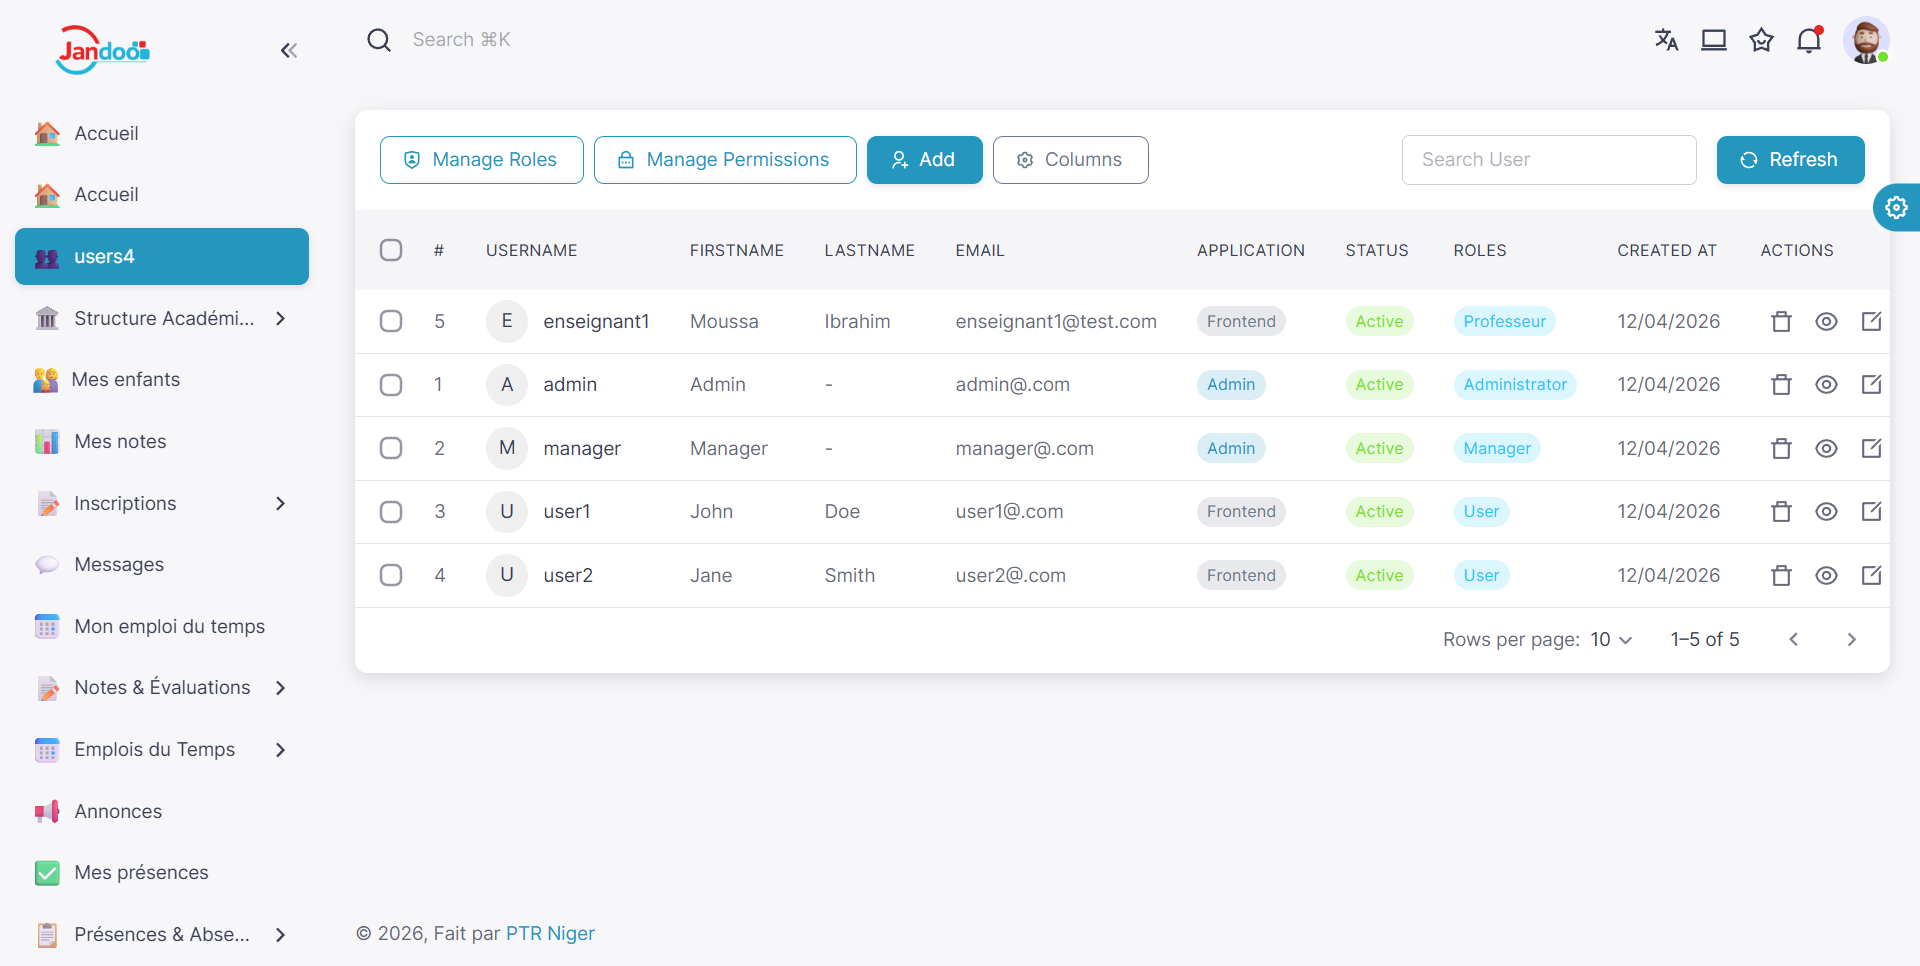 Jandoo
Search ⌘K
Accueil
Accueil
users4
Structure Académi...
Mes enfants
Mes notes
Inscriptions
Messages
Mon emploi du temps
Notes & Évaluations
Emplois du Temps
Annonces
Mes présences
Présences & Abse...
Manage Roles Manage Permissions Add Columns Search User Refresh
# USERNAME FIRSTNAME LASTNAME EMAIL APPLICATION STATUS ROLES CREATED AT ACTIONS
5 E enseignant1 Moussa Ibrahim enseignant1@test.com Frontend Active Professeur 12/04/2026
1 A admin Admin - admin@.com Admin Active Administrator 12/04/2026
2 M manager Manager - manager@.com Admin Active Manager 12/04/2026
3 U user1 John Doe user1@.com Frontend Active User 12/04/2026
4 U user2 Jane Smith user2@.com Frontend Active User 12/04/2026
Rows per page: 10 1–5 of 5
© 2026, Fait par PTR Niger